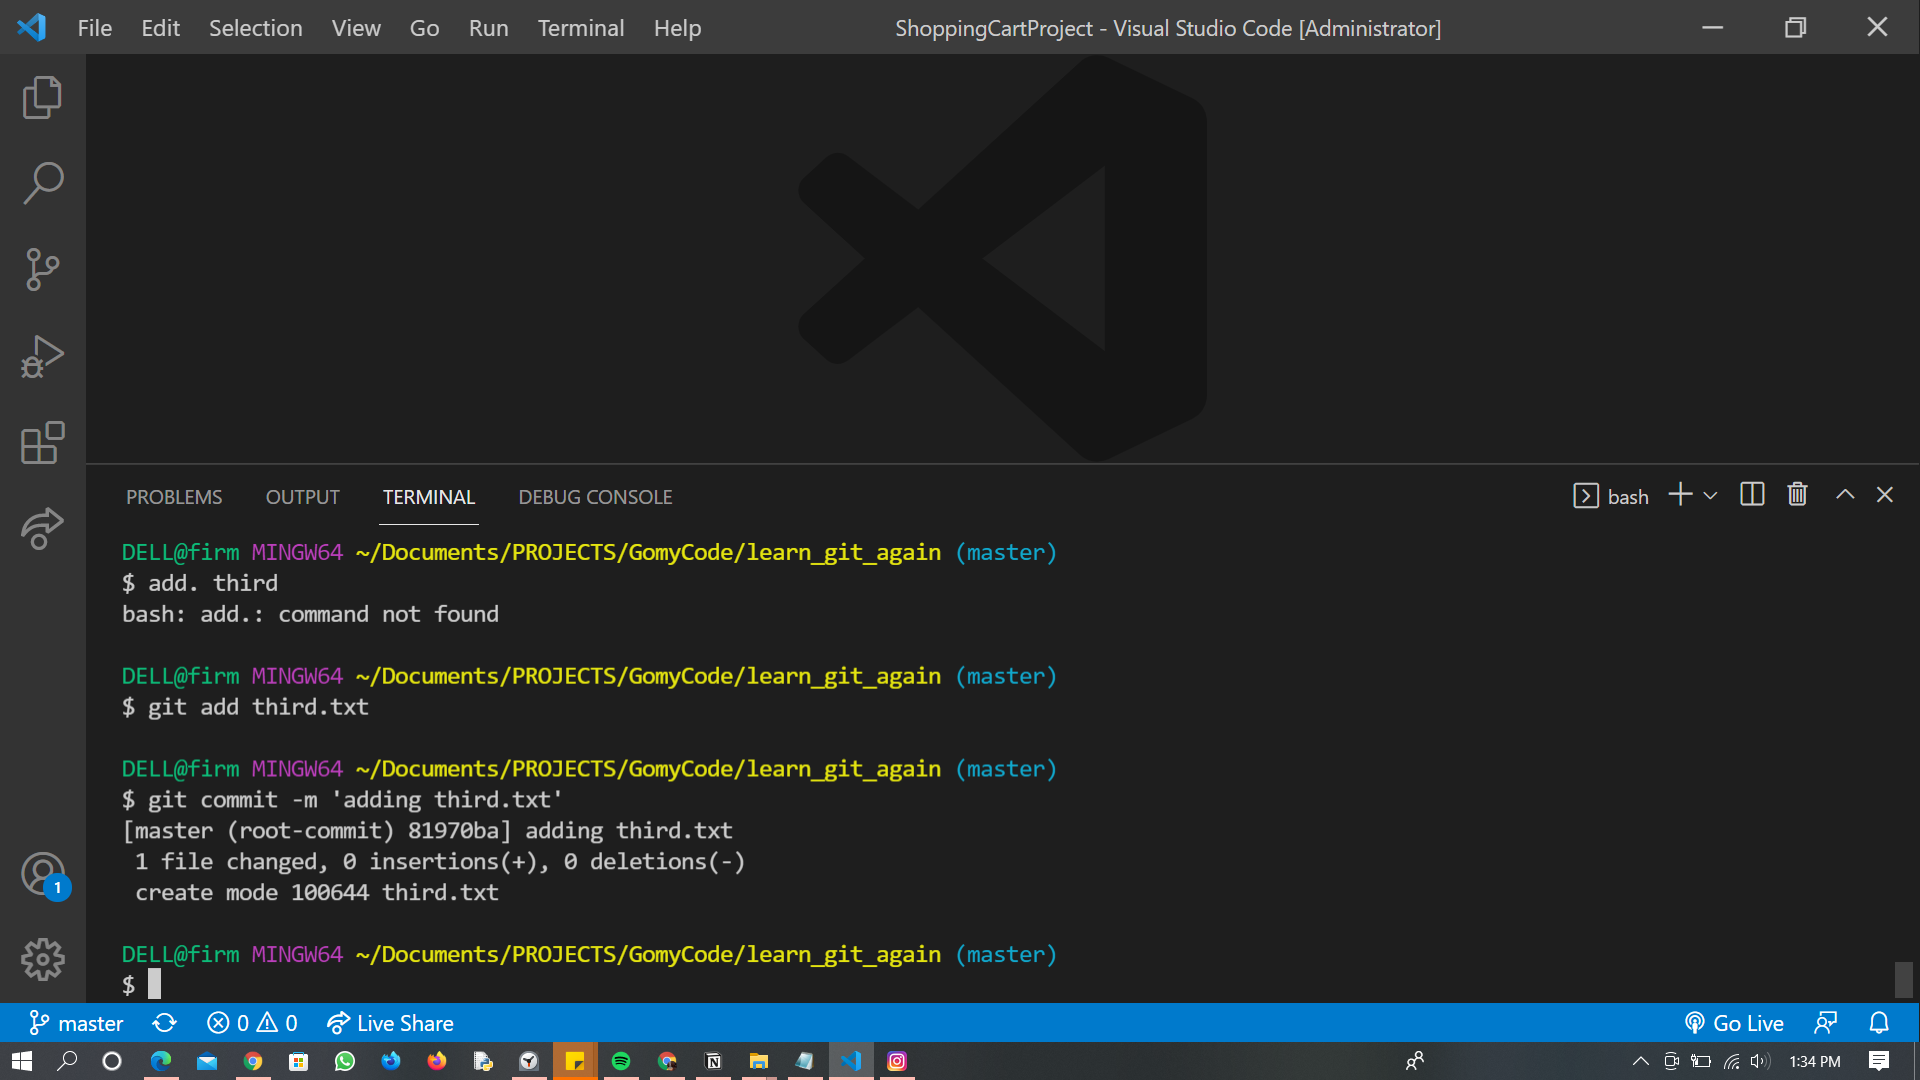 File Edit Selection View Go Run Terminal Help ShoppingCartProject - Visual Studio Code [Administrator]
PROBLEMS OUTPUT TERMINAL DEBUG CONSOLE bash
DELL@firm MINGW64 ~/Documents/PROJECTS/GomyCode/learn_git_again (master)
$ add. third
bash: add.: command not found
DELL@firm MINGW64 ~/Documents/PROJECTS/GomyCode/learn_git_again (master)
$ git add third.txt
DELL@firm MINGW64 ~/Documents/PROJECTS/GomyCode/learn_git_again (master)
$ git commit -m 'adding third.txt'
[master (root-commit) 81970ba] adding third.txt
 1 file changed, 0 insertions(+), 0 deletions(-)
 create mode 100644 third.txt
1
DELL@firm MINGW64 ~/Documents/PROJECTS/GomyCode/learn_git_again (master)
$
master 0 0 Live Share Go Live
1:34 PM